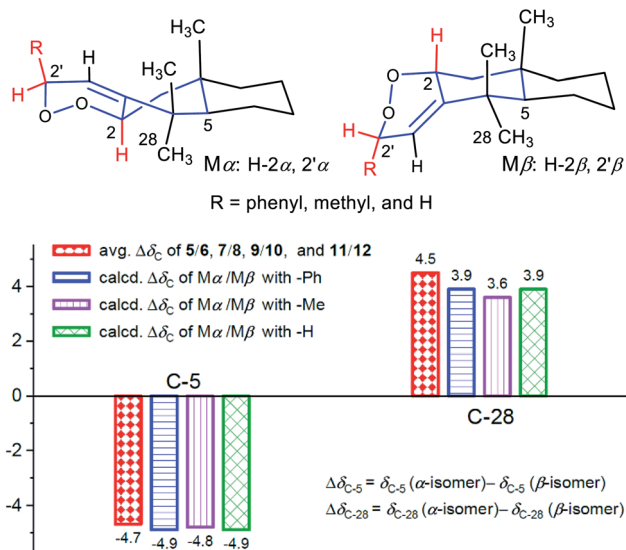 R
H
2'
H
O
O
2
H
H₃C
CH₃
28
CH₃
5
Mα: H-2α, 2'α
H
O
O
2
H
2'
R
H
CH₃
CH₃
28
CH₃
5
Mβ: H-2β, 2'β
R = phenyl, methyl, and H
avg. ΔδC of 5/6, 7/8, 9/10, and 11/12
calcd. ΔδC of Mα/Mβ with -Ph
calcd. ΔδC of Mα/Mβ with -Me
calcd. ΔδC of Mα/Mβ with -H
4.5
3.9
3.6
3.9
4
2
0
-2
-4
C-5
C-28
-4.7
-4.9
-4.8
-4.9
ΔδC-5 = δC-5 (α-isomer)– δC-5 (β-isomer)
ΔδC-28 = δC-28 (α-isomer)– δC-28 (β-isomer)